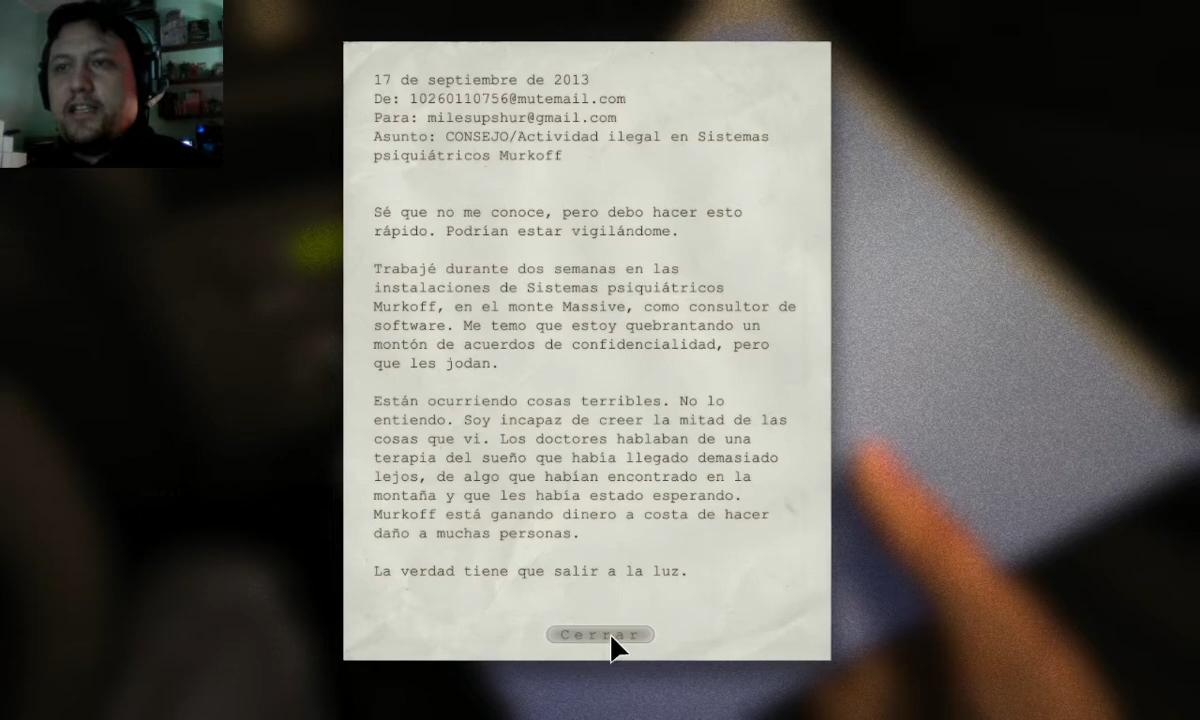 17 de septiembre de 2013
De: 10260110756@mutemail.com
Para: milesupshur@gmail.com
Asunto: CONSEJO/Actividad ilegal en Sistemas
psiquiátricos Murkoff
Sé que no me conoce, pero debo hacer esto
rápido. Podrían estar vigilándome.
Trabajé durante dos semanas en las
instalaciones de Sistemas psiquiátricos
Murkoff, en el monte Massive, como consultor de
software. Me temo que estoy quebrantando un
montón de acuerdos de confidencialidad, pero
que les jodan.
Están ocurriendo cosas terribles. No lo
entiendo. Soy incapaz de creer la mitad de las
cosas que vi. Los doctores hablaban de una
terapia del sueño que había llegado demasiado
lejos, de algo que habían encontrado en la
montaña y que les había estado esperando.
Murkoff está ganando dinero a costa de hacer
daño a muchas personas.
La verdad tiene que salir a la luz.
Cerrar